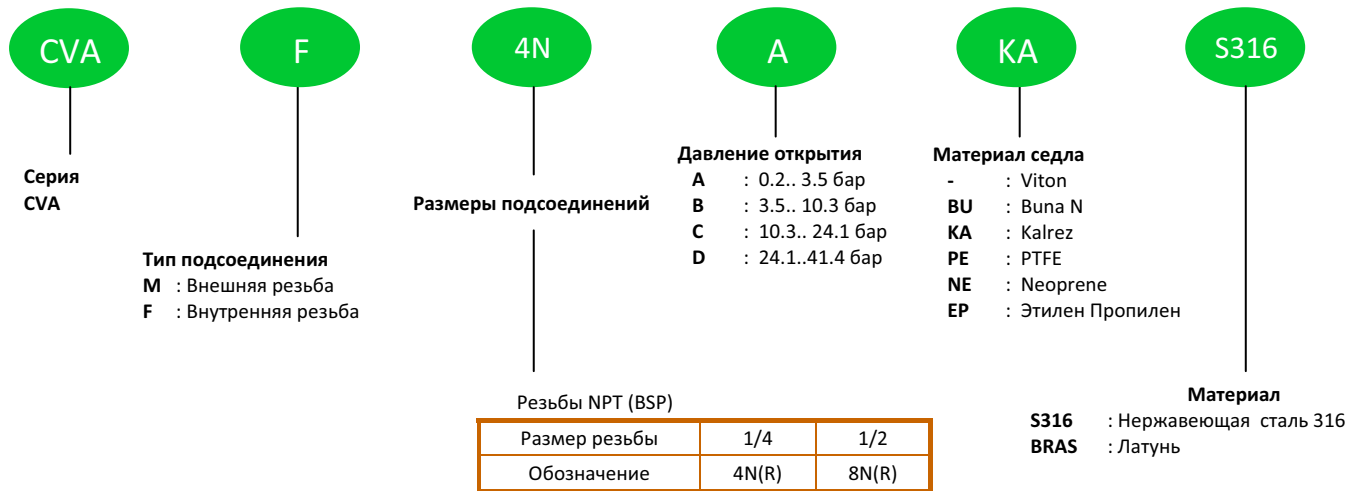 CVA F 4N A KA S316
Серия
CVA
Тип подсоединения
M : Внешняя резьба
F : Внутренняя резьба
Размеры подсоединений
Резьбы NPT (BSP)
Размер резьбы 1/4 1/2
Обозначение 4N(R) 8N(R)
Давление открытия
A : 0.2.. 3.5 бар
B : 3.5.. 10.3 бар
C : 10.3.. 24.1 бар
D : 24.1..41.4 бар
Материал седла
- : Viton
BU : Buna N
KA : Kalrez
PE : PTFE
NE : Neoprene
EP : Этилен Пропилен
Материал
S316 : Нержавеющая сталь 316
BRAS : Латунь